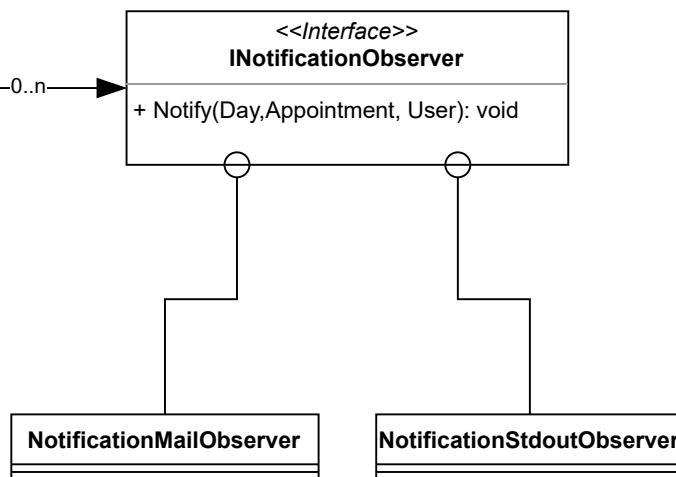 <<Interface>>
INotificationObserver
0..n
+ Notify(Day,Appointment, User): void
NotificationMailObserver
NotificationStdoutObserver